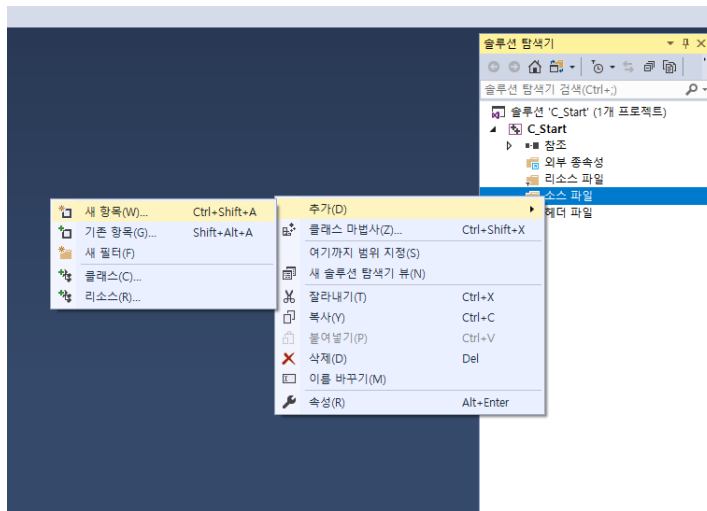 솔루션 탐색기
솔루션 탐색기 검색(Ctrl+;)
솔루션 'C_Start' (1개 프로젝트)
C_Start
참조
외부 종속성
리소스 파일
소스 파일
헤더 파일
추가(D)
클래스 마법사(Z)... Ctrl+Shift+X
여기까지 범위 지정(S)
새 솔루션 탐색기 뷰(N)
잘라내기(T) Ctrl+X
복사(Y) Ctrl+C
붙여넣기(P) Ctrl+V
삭제(D) Del
이름 바꾸기(M)
속성(R) Alt+Enter
새 항목(W)... Ctrl+Shift+A
기존 항목(G)... Shift+Alt+A
새 필터(F)
클래스(C)...
리소스(R)...